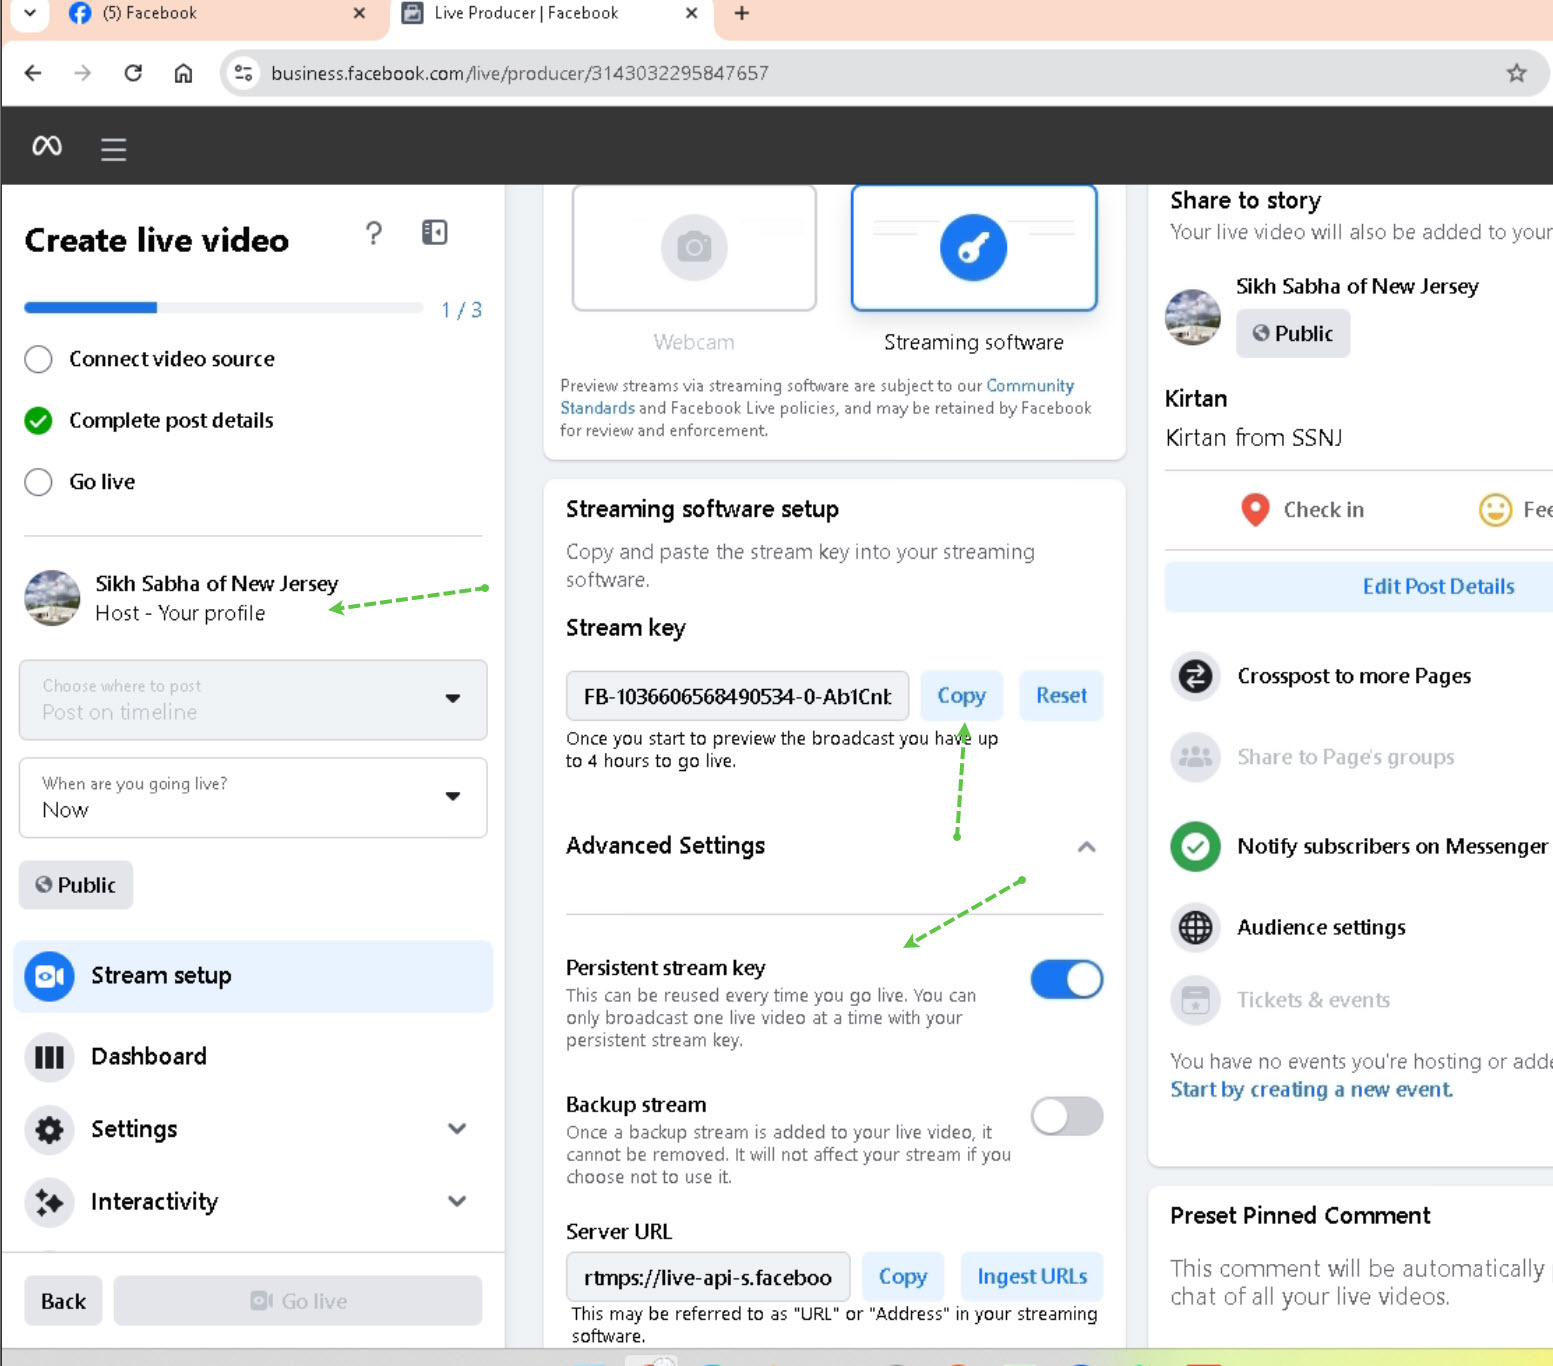 (5) Facebook
Live Producer | Facebook
business.facebook.com/live/producer/3143032295847657
Create live video
?
1 / 3
Connect video source
Complete post details
Go live
Sikh Sabha of New Jersey
Host - Your profile
Choose where to post
Post on timeline
When are you going live?
Now
Public
Stream setup
Dashboard
Settings
Interactivity
Back
Go live
Webcam
Streaming software
Preview streams via streaming software are subject to our Community
Standards and Facebook Live policies, and may be retained by Facebook
for review and enforcement.
Streaming software setup
Copy and paste the stream key into your streaming
software.
Stream key
FB-1036606568490534-0-Ab1Cnt
Copy
Reset
Once you start to preview the broadcast you have up
to 4 hours to go live.
Advanced Settings
Persistent stream key
This can be reused every time you go live. You can
only broadcast one live video at a time with your
persistent stream key.
Backup stream
Once a backup stream is added to your live video, it
cannot be removed. It will not affect your stream if you
choose not to use it.
Server URL
rtmps://live-api-s.faceboo
Copy
Ingest URLs
This may be referred to as "URL" or "Address" in your streaming
software.
Share to story
Your live video will also be added to your
Sikh Sabha of New Jersey
Public
Kirtan
Kirtan from SSNJ
Check in
Fee
Edit Post Details
Crosspost to more Pages
Share to Page's groups
Notify subscribers on Messenger
Audience settings
Tickets & events
You have no events you're hosting or adde
Start by creating a new event.
Preset Pinned Comment
This comment will be automatically
chat of all your live videos.